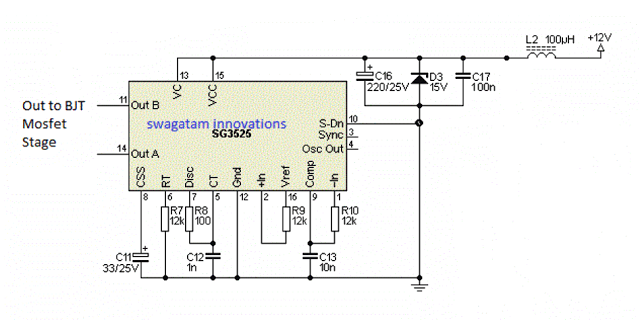 L2 100µH
+12V
13 15
VC
VCC
C16
220/25V
D3
15V
C17
100n
Out to BJT
Mosfet
Stage
11 Out B
14 Out A
swagatam innovations
SG3525
S-Dn 10
Sync 3
Osc Out 4
CSS RT Disc CT Gnd +In Vref Comp -In
8 6 7 5 12 2 16 9 1
R7
12k
R8
100
R9
12k
R10
12k
C11
33/25V
C12
1n
C13
10n